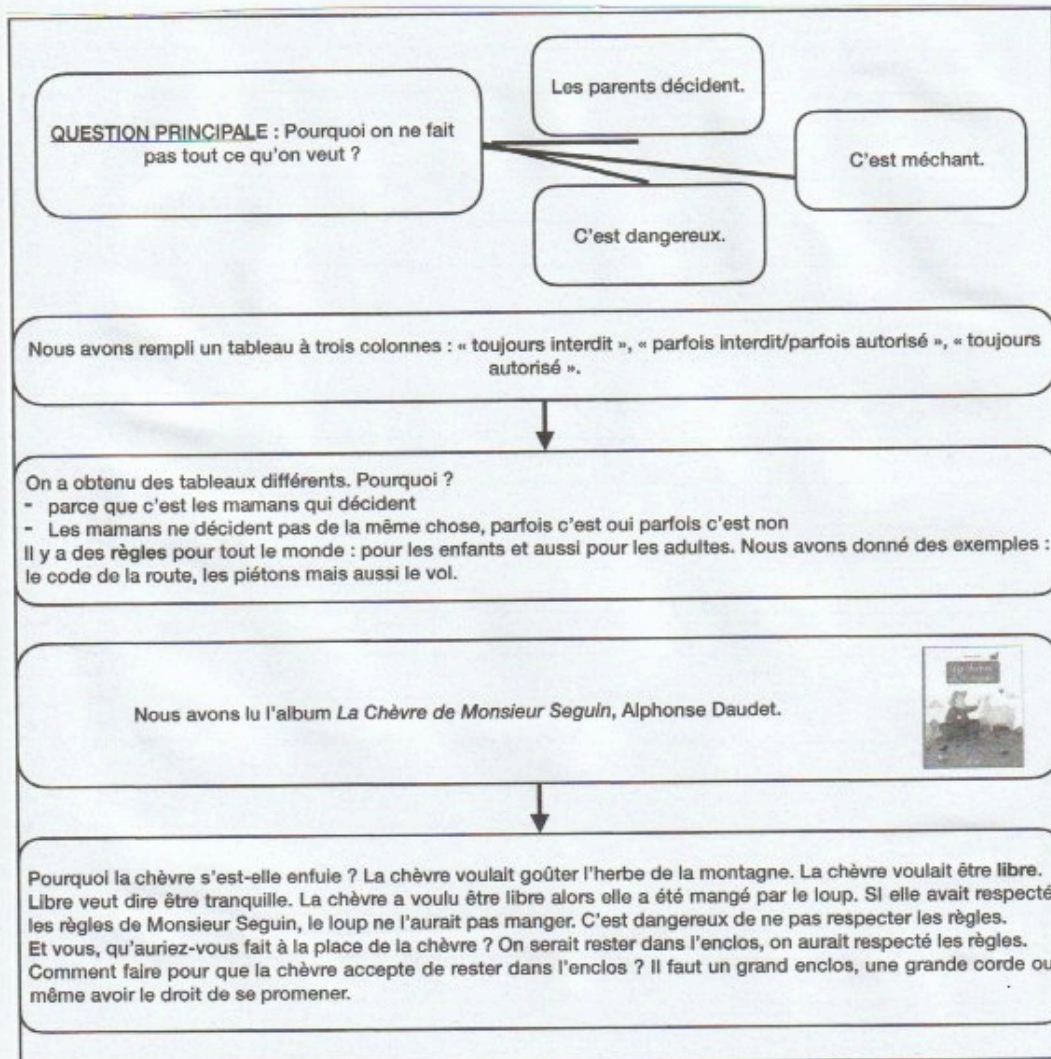 Les parents décident.
QUESTION PRINCIPALE : Pourquoi on ne fait
pas tout ce qu'on veut ?
C'est méchant.
C'est dangereux.
Nous avons rempli un tableau à trois colonnes : « toujours interdit », « parfois interdit/parfois autorisé », « toujours
autorisé ».
On a obtenu des tableaux différents. Pourquoi ?
- parce que c'est les mamans qui décident
- Les mamans ne décident pas de la même chose, parfois c'est oui parfois c'est non
Il y a des règles pour tout le monde : pour les enfants et aussi pour les adultes. Nous avons donné des exemples :
le code de la route, les piétons mais aussi le vol.
Nous avons lu l'album La Chèvre de Monsieur Seguin, Alphonse Daudet.
Pourquoi la chèvre s'est-elle enfuie ? La chèvre voulait goûter l'herbe de la montagne. La chèvre voulait être libre.
Libre veut dire être tranquille. La chèvre a voulu être libre alors elle a été mangé par le loup. Si elle avait respecté
les règles de Monsieur Seguin, le loup ne l'aurait pas manger. C'est dangereux de ne pas respecter les règles.
Et vous, qu'auriez-vous fait à la place de la chèvre ? On serait rester dans l'enclos, on aurait respecté les règles.
Comment faire pour que la chèvre accepte de rester dans l'enclos ? Il faut un grand enclos, une grande corde ou
même avoir le droit de se promener.